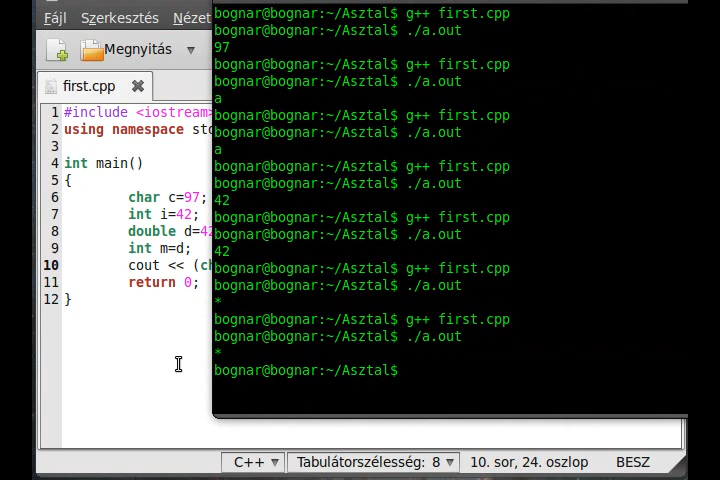 Fájl Szerkesztés Nézet
Megnyitás
first.cpp
1 #include <iostream>
2 using namespace std
3
4 int main()
5 {
6 char c=97;
7 int i=42;
8 double d=42
9 int m=d;
10 cout << (ch
11 return 0;
12 }
bognar@bognar:~/Asztal$ g++ first.cpp
bognar@bognar:~/Asztal$ ./a.out
97
bognar@bognar:~/Asztal$ g++ first.cpp
bognar@bognar:~/Asztal$ ./a.out
a
bognar@bognar:~/Asztal$ g++ first.cpp
bognar@bognar:~/Asztal$ ./a.out
a
bognar@bognar:~/Asztal$ g++ first.cpp
bognar@bognar:~/Asztal$ ./a.out
42
bognar@bognar:~/Asztal$ g++ first.cpp
bognar@bognar:~/Asztal$ ./a.out
42
bognar@bognar:~/Asztal$ g++ first.cpp
bognar@bognar:~/Asztal$ ./a.out
*
bognar@bognar:~/Asztal$ g++ first.cpp
bognar@bognar:~/Asztal$ ./a.out
*
bognar@bognar:~/Asztal$
C++ Tabulátorszélesség: 8 10. sor, 24. oszlop BESZ